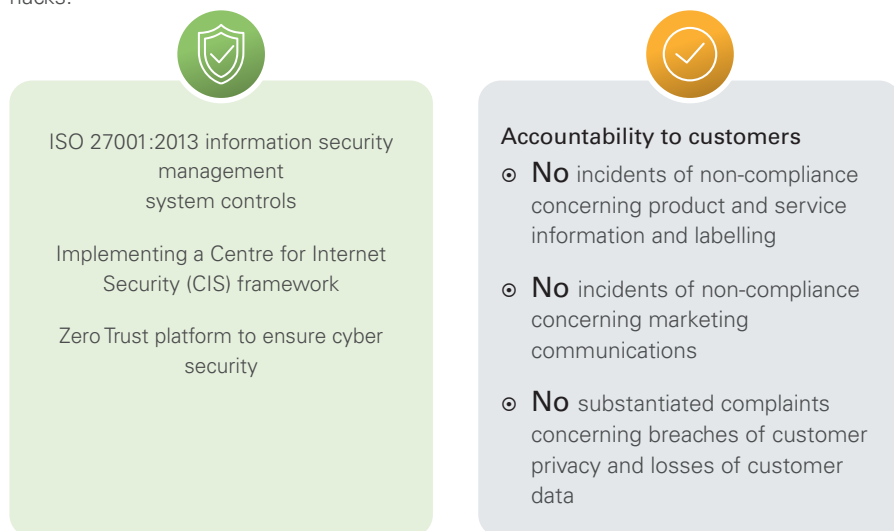 hacks.
ISO 27001:2013 information security
management
system controls
Implementing a Centre for Internet
Security (CIS) framework
Zero Trust platform to ensure cyber
security
Accountability to customers
No incidents of non-compliance
concerning product and service
information and labelling
No incidents of non-compliance
concerning marketing
communications
No substantiated complaints
concerning breaches of customer
privacy and losses of customer
data